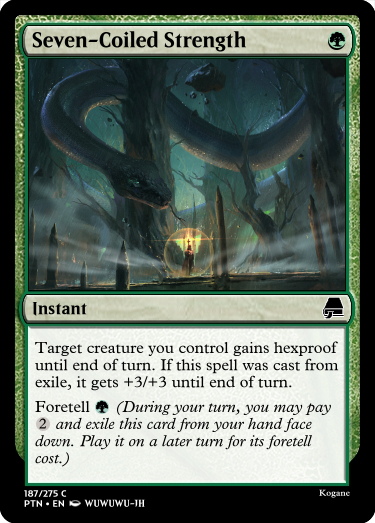 Seven-Coiled Strength
Instant
Target creature you control gains hexproof
until end of turn. If this spell was cast from
exile, it gets +3/+3 until end of turn.
Foretell (During your turn, you may pay
2 and exile this card from your hand face
down. Play it on a later turn for its foretell
cost.)
187/275 C
Kogane
PTN • EN WUWUWU-JH